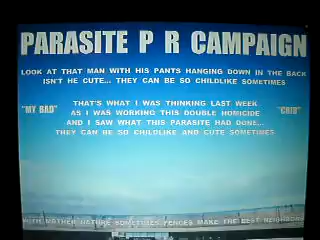 PARASITE P R CAMPAIGN
LOOK AT THAT MAN WITH HIS PANTS HANGING DOWN IN THE BACK
ISN'T HE CUTE... THEY CAN BE SO CHILDLIKE SOMETIMES
"MY BAD"
THAT'S WHAT I WAS THINKING LAST WEEK
AS I WAS WORKING THIS DOUBLE HOMICIDE
AND I SAW WHAT THIS PARASITE HAD DONE...
THEY CAN BE SO CHILDLIKE AND CUTE SOMETIMES
"CRIB"
WITH MOTHER NATURE SOMETIMES FENCES MAKE THE BEST NEIGHBORS